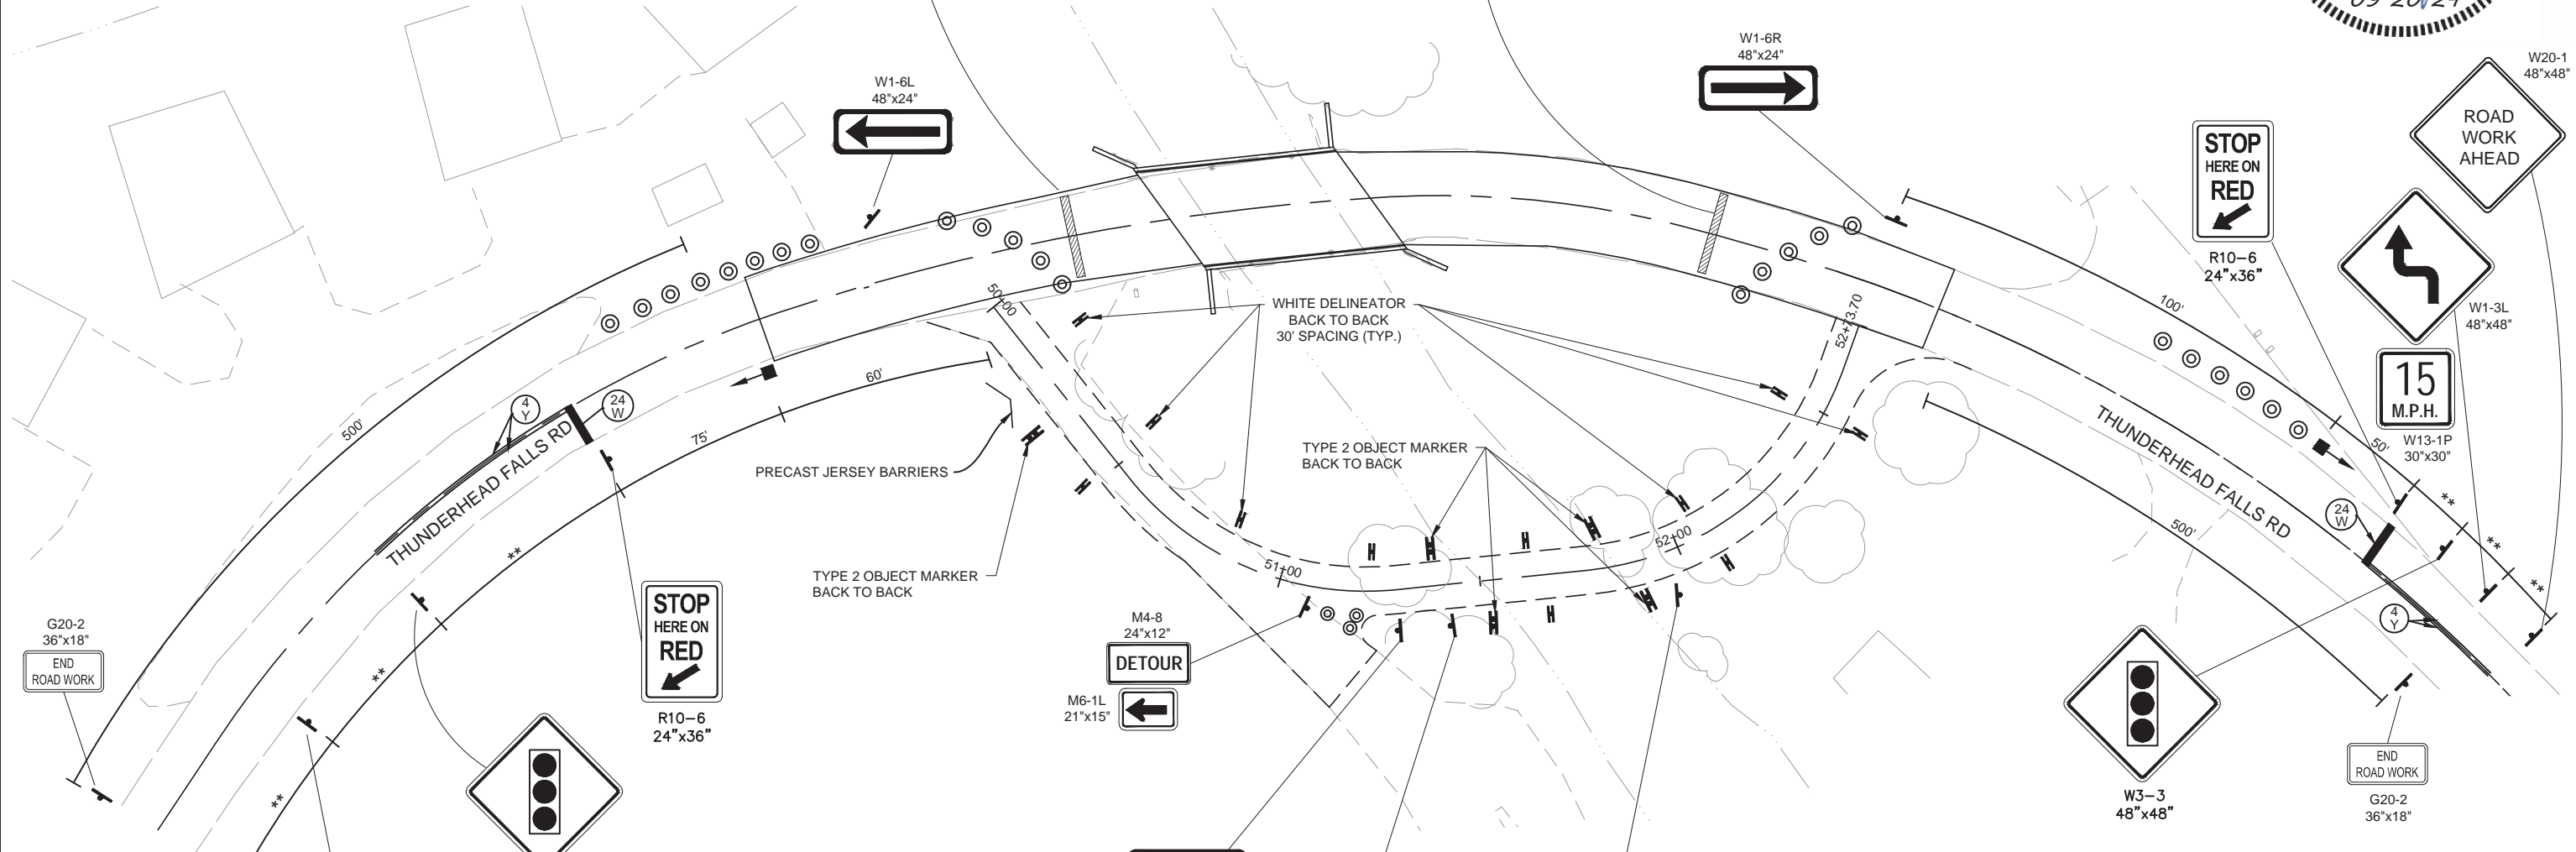 W1-6L
48"x24"
W1-6R
48"x24"
W20-1
48"x48"
ROAD
WORK
AHEAD
STOP
HERE ON
RED
R10-6
24"x36"
W1-3L
48"x48"
15
M.P.H.
W13-1P
30"x30"
WHITE DELINEATOR
BACK TO BACK
30' SPACING (TYP.)
50+00
52+73.70
100'
50'
**
**
**
500'
60'
75'
4
Y
24
W
THUNDERHEAD FALLS RD
THUNDERHEAD FALLS RD
PRECAST JERSEY BARRIERS
TYPE 2 OBJECT MARKER
BACK TO BACK
24
W
500'
4
Y
52+00
51+00
TYPE 2 OBJECT MARKER
BACK TO BACK
**
**
**
G20-2
36"x18"
END
ROAD WORK
STOP
HERE ON
RED
R10-6
24"x36"
M4-8
24"x12"
DETOUR
M6-1L
21"x15"
W3-3
48"x48"
END
ROAD WORK
G20-2
36"x18"